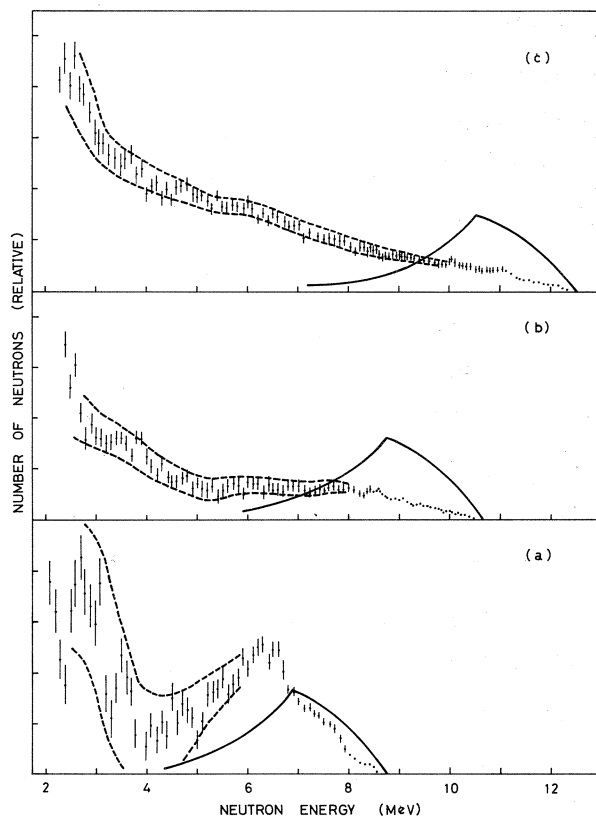 (c)
(b)
(a)
NUMBER OF NEUTRONS (RELATIVE)
2 4 6 8 10 12
NEUTRON ENERGY (MeV)